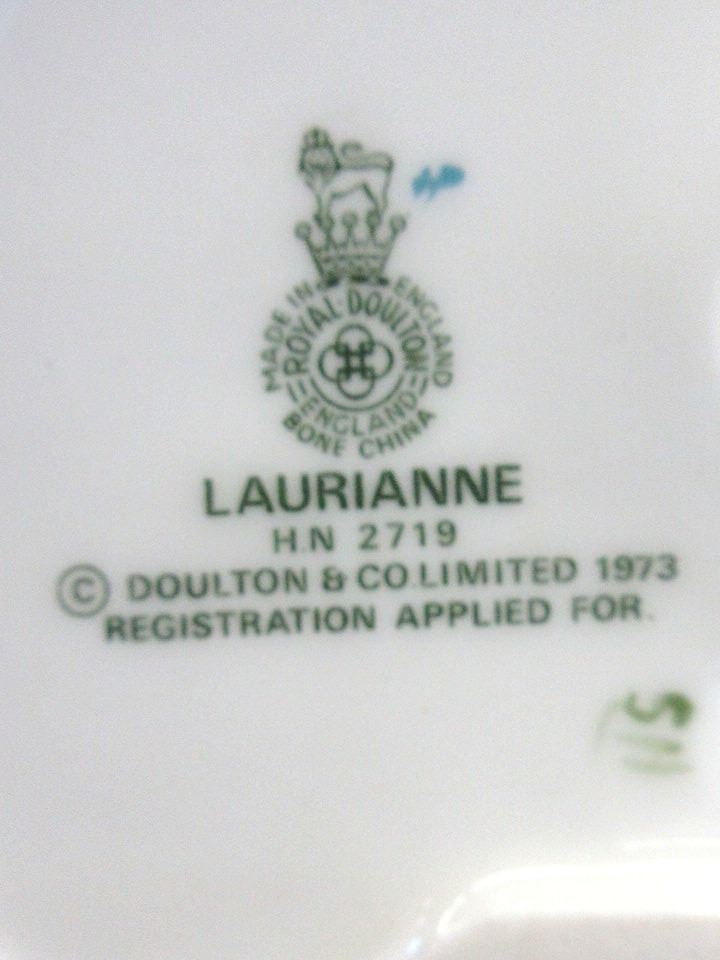 MADE IN ENGLAND
ROYAL DOULTON
ENGLAND
BONE CHINA
LAURIANNE
H.N 2719
© DOULTON & CO.LIMITED 1973
REGISTRATION APPLIED FOR.